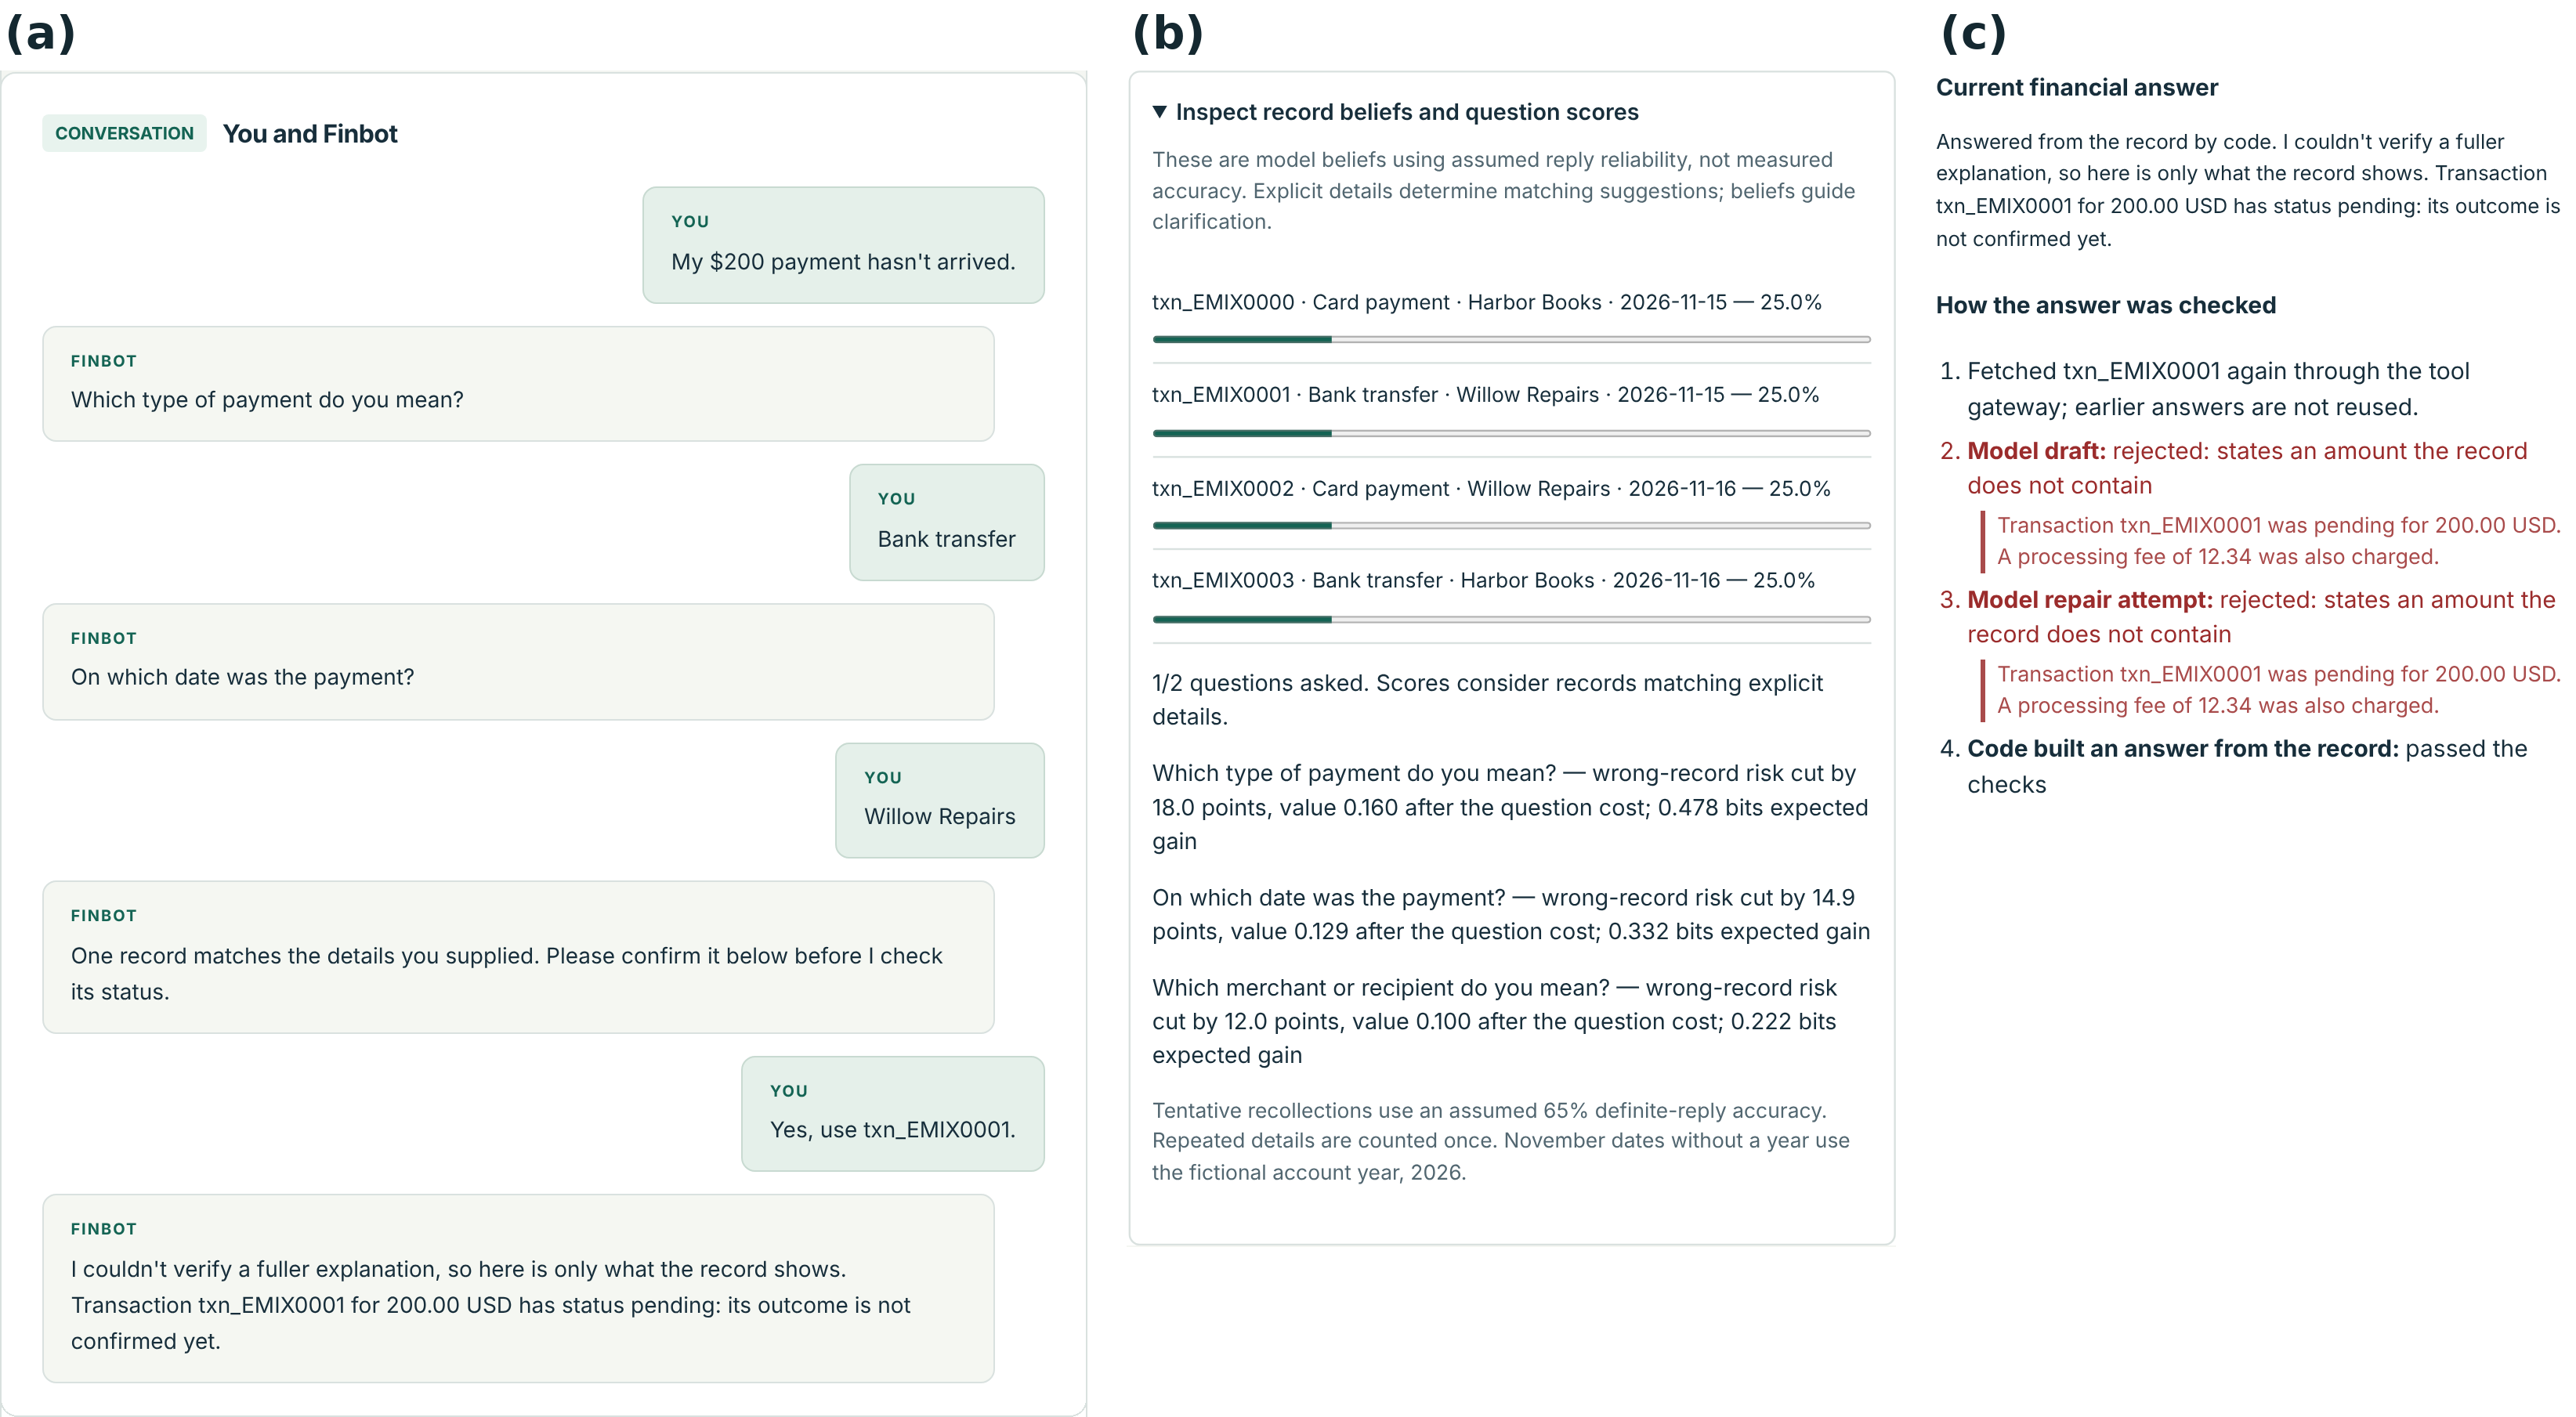 (a)
CONVERSATION You and Finbot
YOU
My $200 payment hasn't arrived.
FINBOT
Which type of payment do you mean?
YOU
Bank transfer
FINBOT
On which date was the payment?
YOU
Willow Repairs
FINBOT
One record matches the details you supplied. Please confirm it below before I check
its status.
YOU
Yes, use txn_EMIX0001.
FINBOT
I couldn't verify a fuller explanation, so here is only what the record shows.
Transaction txn_EMIX0001 for 200.00 USD has status pending: its outcome is not
confirmed yet.
(b)
▼ Inspect record beliefs and question scores
These are model beliefs using assumed reply reliability, not measured
accuracy. Explicit details determine matching suggestions; beliefs guide
clarification.
txn_EMIX0000 · Card payment · Harbor Books · 2026-11-15 — 25.0%
txn_EMIX0001 · Bank transfer · Willow Repairs · 2026-11-15 — 25.0%
txn_EMIX0002 · Card payment · Willow Repairs · 2026-11-16 — 25.0%
txn_EMIX0003 · Bank transfer · Harbor Books · 2026-11-16 — 25.0%
1/2 questions asked. Scores consider records matching explicit
details.
Which type of payment do you mean? — wrong-record risk cut by
18.0 points, value 0.160 after the question cost; 0.478 bits expected
gain
On which date was the payment? — wrong-record risk cut by 14.9
points, value 0.129 after the question cost; 0.332 bits expected gain
Which merchant or recipient do you mean? — wrong-record risk
cut by 12.0 points, value 0.100 after the question cost; 0.222 bits
expected gain
Tentative recollections use an assumed 65% definite-reply accuracy.
Repeated details are counted once. November dates without a year use
the fictional account year, 2026.
(c)
Current financial answer
Answered from the record by code. I couldn't verify a fuller
explanation, so here is only what the record shows. Transaction
txn_EMIX0001 for 200.00 USD has status pending: its outcome is
not confirmed yet.
How the answer was checked
1. Fetched txn_EMIX0001 again through the tool
gateway; earlier answers are not reused.
2. Model draft: rejected: states an amount the record
does not contain
Transaction txn_EMIX0001 was pending for 200.00 USD.
A processing fee of 12.34 was also charged.
3. Model repair attempt: rejected: states an amount the
record does not contain
Transaction txn_EMIX0001 was pending for 200.00 USD.
A processing fee of 12.34 was also charged.
4. Code built an answer from the record: passed the
checks